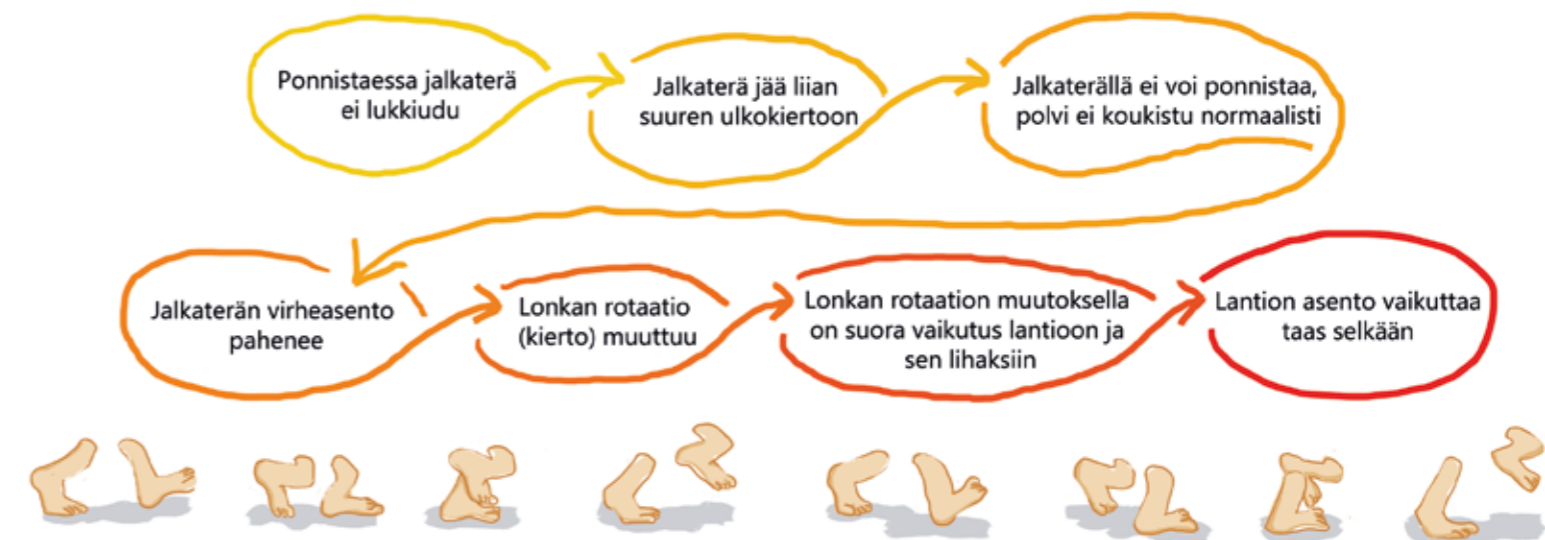 Ponnistaessa jalkaterä
ei lukkiudu
Jalkaterä jää liian
suuren ulkokiertoon
Jalkaterällä ei voi ponnistaa,
polvi ei koukistu normaalisti
Jalkaterän virheasento
pahenee
Lonkan rotaatio
(kierto) muuttuu
Lonkan rotaation muutoksella
on suora vaikutus lantioon ja
sen lihaksiin
Lantion asento vaikuttaa
taas selkään